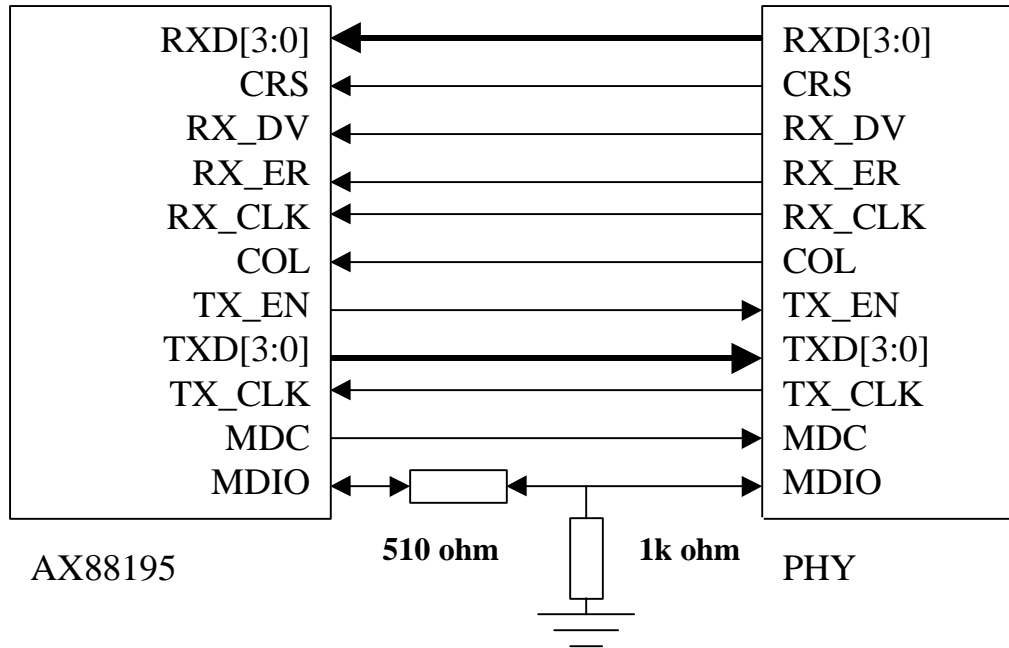 RXD[3:0] RXD[3:0]
CRS CRS
RX_DV RX_DV
RX_ER RX_ER
RX_CLK RX_CLK
COL COL
TX_EN TX_EN
TXD[3:0] TXD[3:0]
TX_CLK TX_CLK
MDC MDC
MDIO MDIO
510 ohm 1k ohm
AX88195 PHY